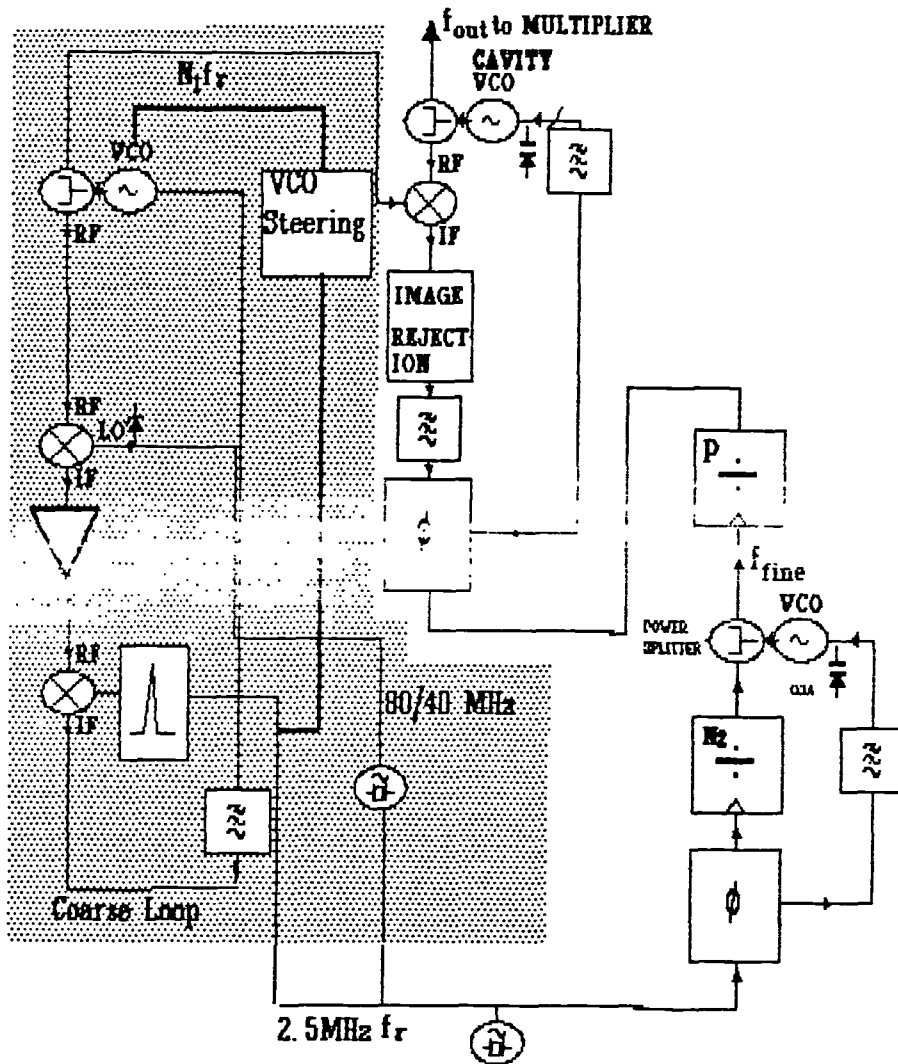 fout to MULTIPLIER
CAVITY
VCO
N1fr
VCO
RF
VCO
Steering
RF
IF
IMAGE
REJECT
ION
RF
LO
IF
P
ffine
VCO
POWER
SPLITTER
RF
IF
80/40 MHz
N2
Coarse Loop
ϕ
2.5MHz fr